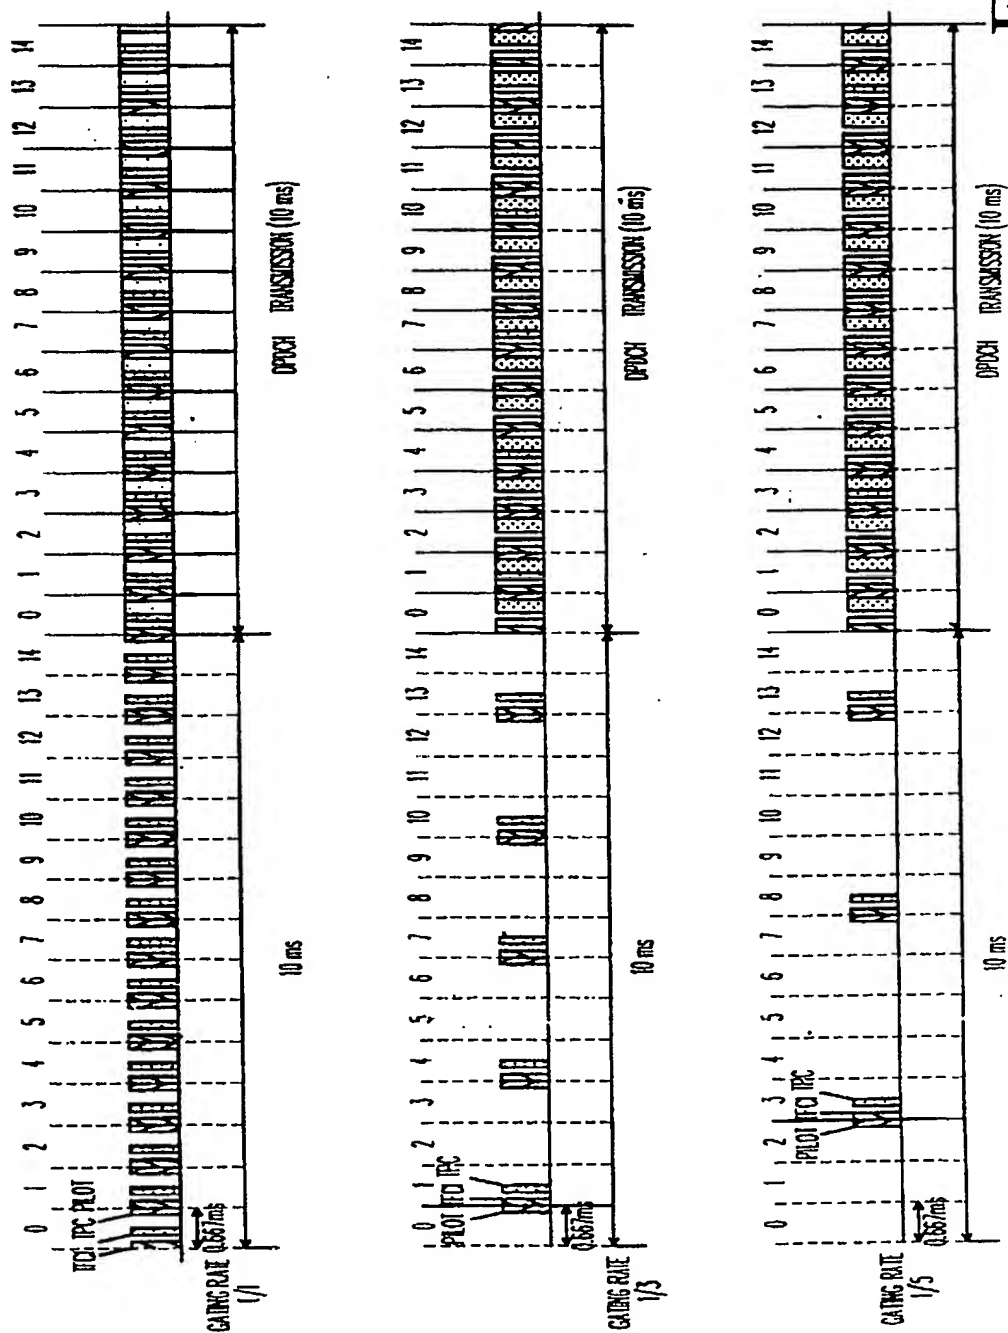 0 1 2 3 4 5 6 7 8 9 10 11 12 13 14 0 1 2 3 4 5 6 7 8 9 10 11 12 13 14
TFCI TPC PILOT
0.667ms
GATING RATE
1/1
10 ms
DPDCH TRANSMISSION (10 ms)
0 1 2 3 4 5 6 7 8 9 10 11 12 13 14 0 1 2 3 4 5 6 7 8 9 10 11 12 13 14
PILOT TFCI TPC
0.667ms
GATING RATE
1/3
10 ms
DPDCH TRANSMISSION (10 ms)
0 1 2 3 4 5 6 7 8 9 10 11 12 13 14 0 1 2 3 4 5 6 7 8 9 10 11 12 13 14
PILOT TFCI TPC
0.667ms
GATING RATE
1/5
10 ms
DPDCH TRANSMISSION (10 ms)